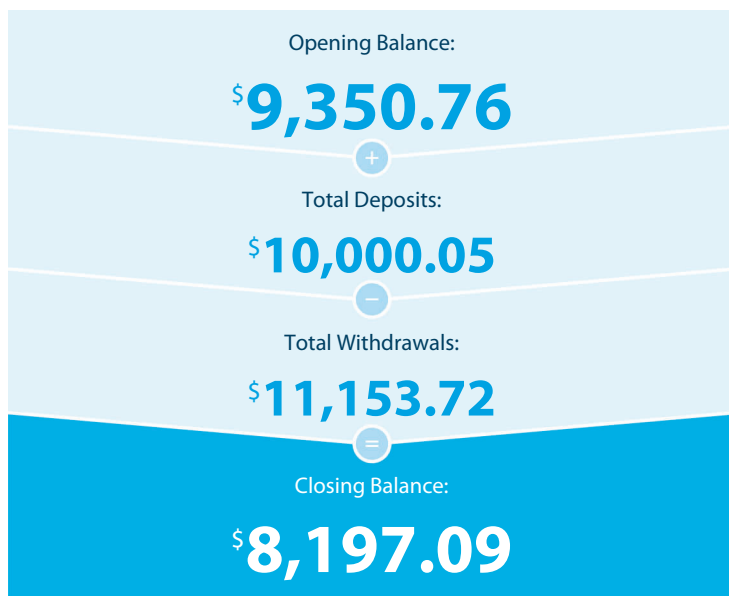 Opening Balance:
$9,350.76
+
Total Deposits:
$10,000.05
−
Total Withdrawals:
$11,153.72
=
Closing Balance:
$8,197.09